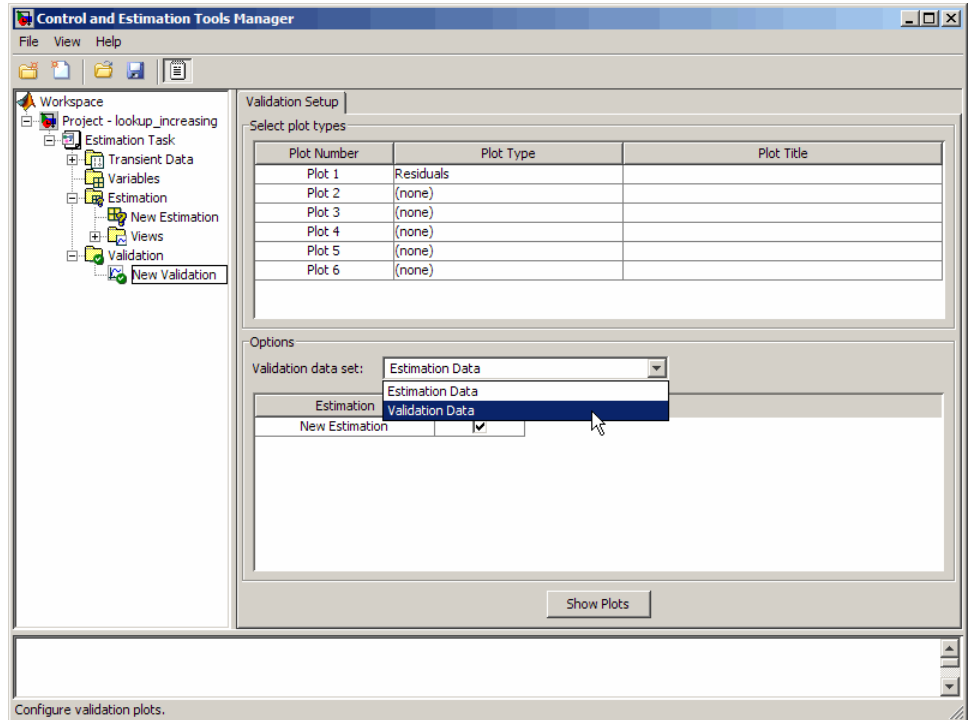 Control and Estimation Tools Manager
File View Help
Workspace
Project - lookup_increasing
Estimation Task
Transient Data
Variables
Estimation
New Estimation
Views
Validation
New Validation
Validation Setup
Select plot types
Plot Number Plot Type Plot Title
Plot 1 Residuals
Plot 2 (none)
Plot 3 (none)
Plot 4 (none)
Plot 5 (none)
Plot 6 (none)
Options
Validation data set: Estimation Data
Estimation Data
Estimation Validation Data
New Estimation
Show Plots
Configure validation plots.